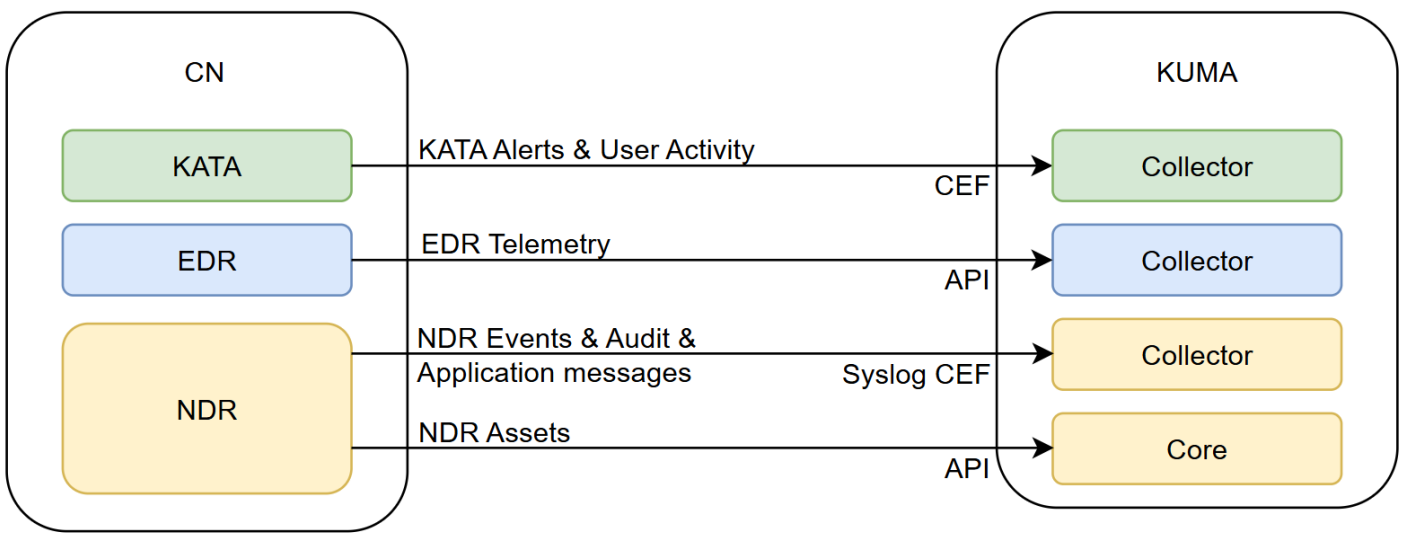 CN
KUMA
KATA
KATA Alerts & User Activity
CEF
Collector
EDR
EDR Telemetry
API
Collector
NDR
NDR Events & Audit &
Application messages
Syslog CEF
Collector
NDR Assets
API
Core